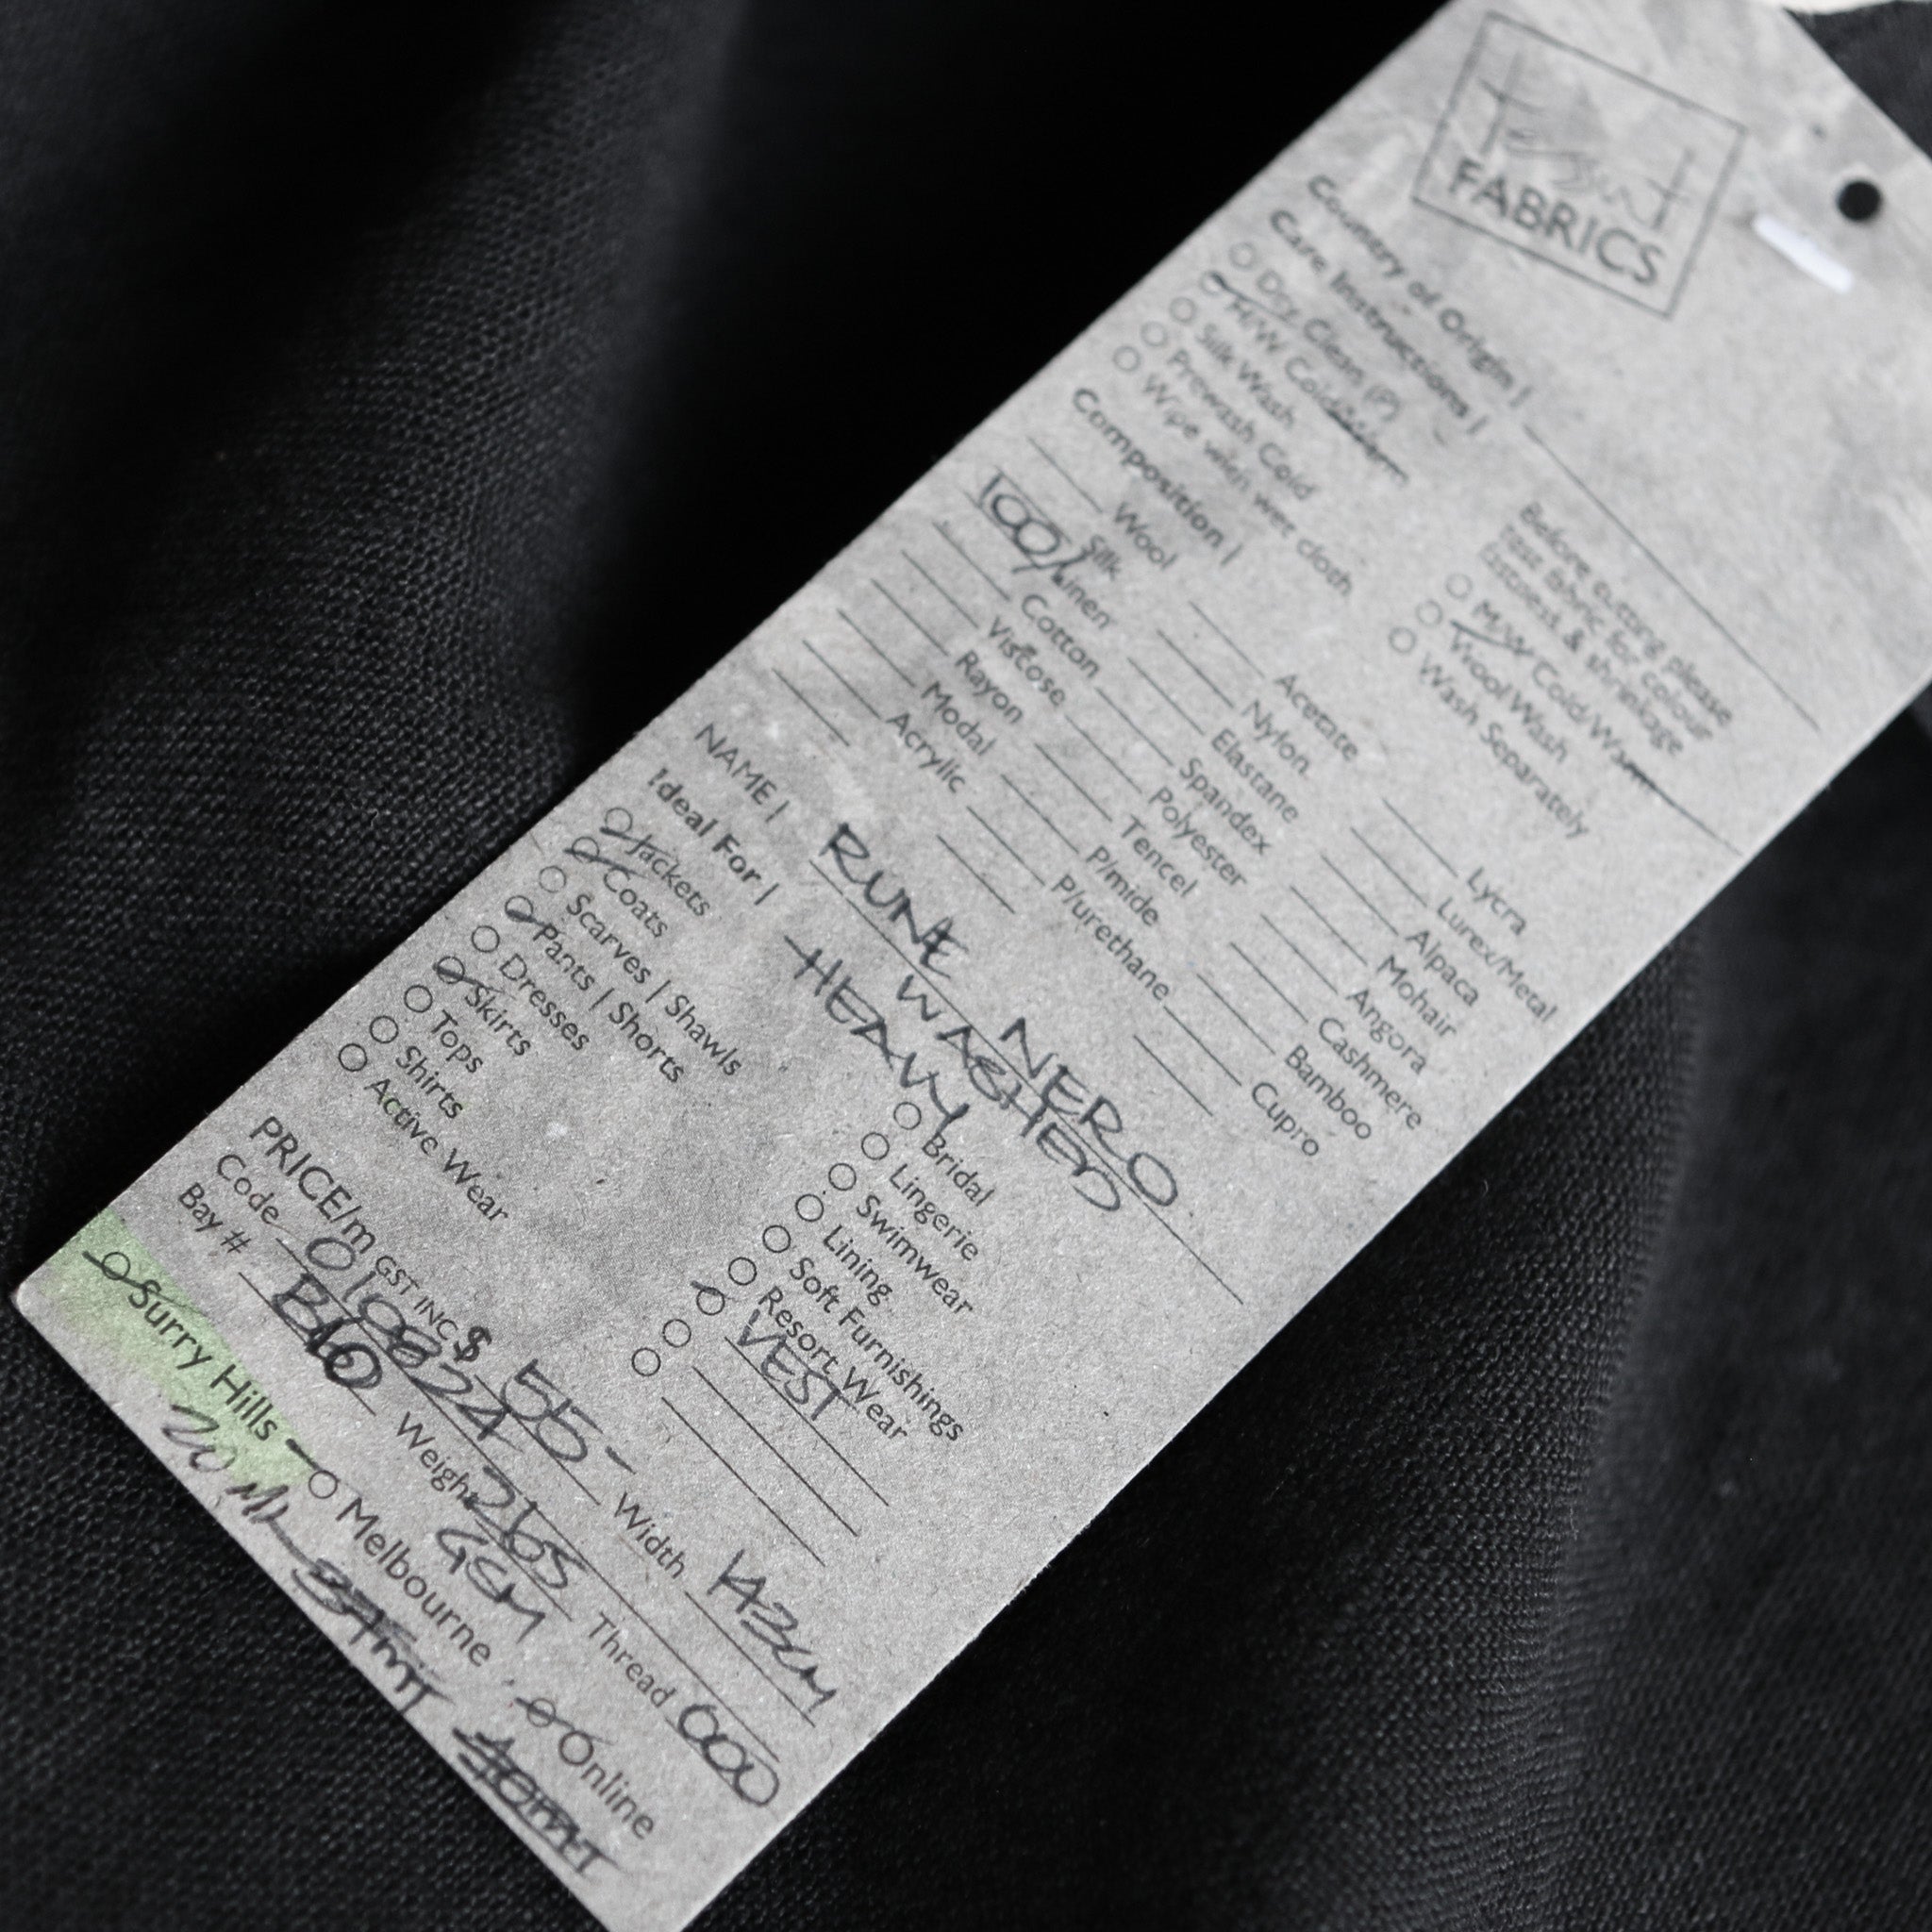 Tessuti
FABRICS
Country of Origin |
Care Instructions |
Dry Clean (P)
H/W Cold/Warm
Silk Wash
Prewash Cold
Wipe with wet cloth
Before cutting please
test fabric for colour
fastness & shrinkage
M/W Cold/Warm
Wool Wash
Wash Separately
Composition |
Wool
Silk
100% Linen
Cotton
Viscose
Rayon
Modal
Acrylic
Acetate
Nylon
Elastane
Spandex
Polyester
Tencel
P/mide
P/urethane
Lycra
Lurex/Metal
Alpaca
Mohair
Angora
Cashmere
Bamboo
Cupro
NAME | RUNE NERO
WASHED
HEAVY
Ideal For |
Jackets
Coats
Scarves | Shawls
Pants | Shorts
Dresses
Skirts
Tops
Shirts
Active Wear
Bridal
Lingerie
Swimwear
Lining
Soft Furnishings
Resort Wear
VEST
PRICE/m GST INC $ 55- Width 143cm
Code 0108824 Thread 000
Bay # B10 Weight 265
GSM
Surry Hills Melbourne Online